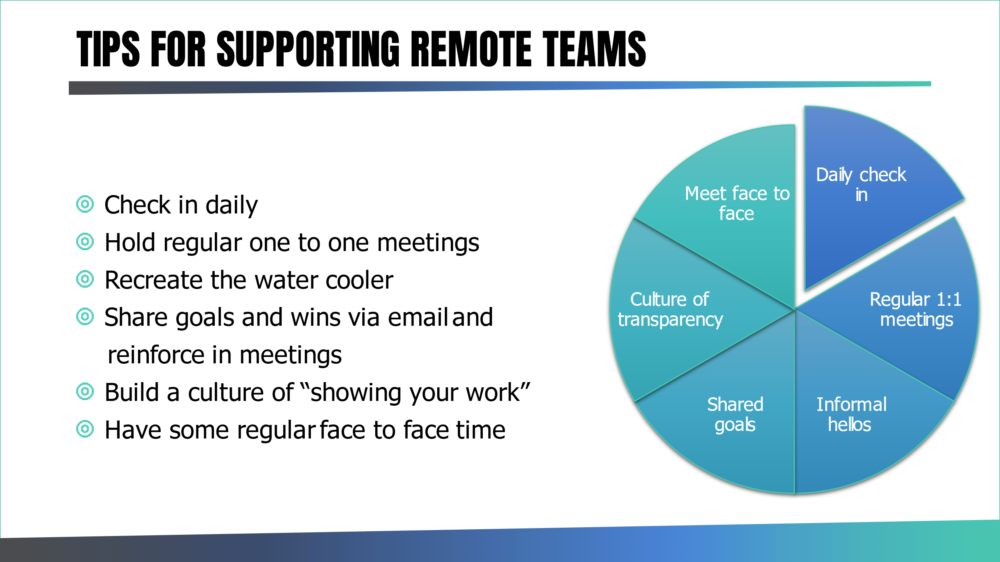 TIPS FOR SUPPORTING REMOTE TEAMS
Check in daily
Hold regular one to one meetings
Recreate the water cooler
Share goals and wins via email and
reinforce in meetings
Build a culture of “showing your work”
Have some regular face to face time
Daily check
in
Regular 1:1
meetings
Informal
hellos
Shared
goals
Culture of
transparency
Meet face to
face